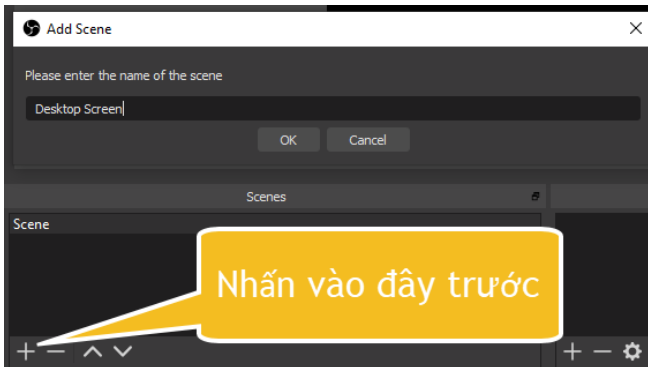 Add Scene
Please enter the name of the scene
Desktop Screen
OK Cancel
Scenes
Scene
Nhấn vào đây trước